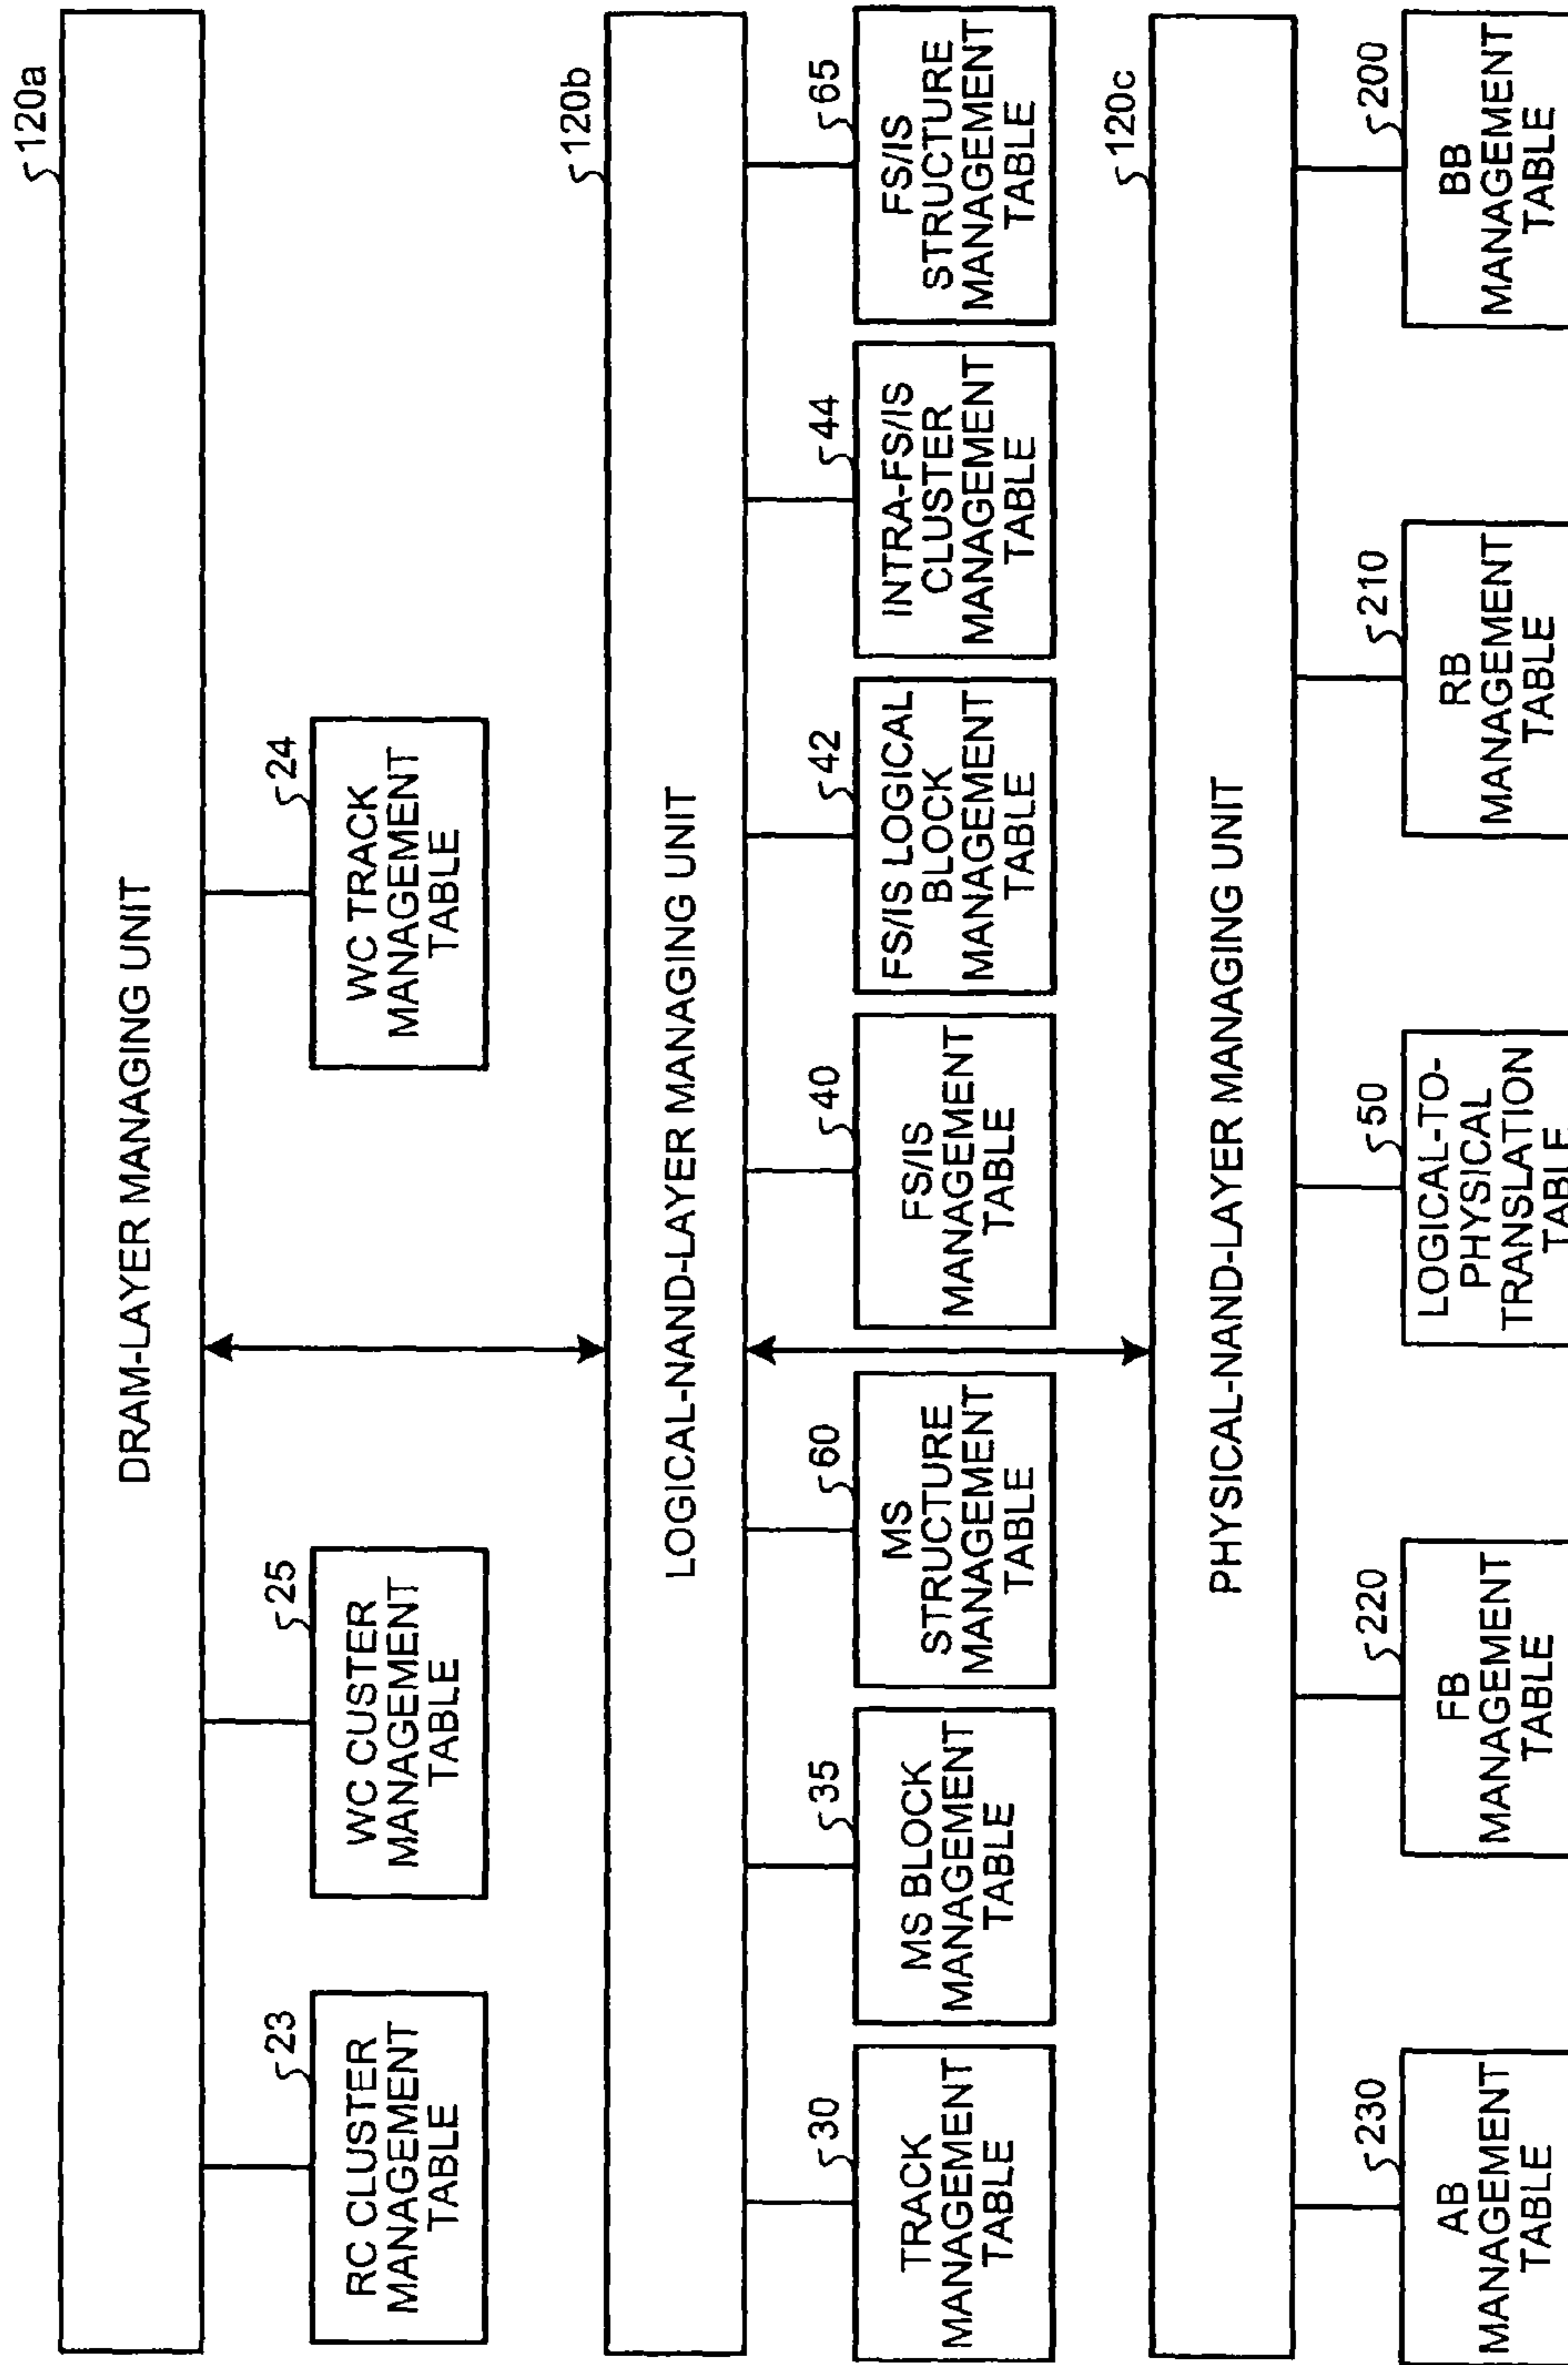 120a
DRAM-LAYER MANAGING UNIT
23
RC CLUSTER
MANAGEMENT
TABLE
25
WC CUSTER
MANAGEMENT
TABLE
24
WC TRACK
MANAGEMENT
TABLE
120b
LOGICAL-NAND-LAYER MANAGING UNIT
30
TRACK
MANAGEMENT
TABLE
35
MS BLOCK
MANAGEMENT
TABLE
60
MS
STRUCTURE
MANAGEMENT
TABLE
40
FS/IS
MANAGEMENT
TABLE
42
FS/IS LOGICAL
BLOCK
MANAGEMENT
TABLE
44
INTRA-FS/IS
CLUSTER
MANAGEMENT
TABLE
65
FS/IS
STRUCTURE
MANAGEMENT
TABLE
120c
PHYSICAL-NAND-LAYER MANAGING UNIT
230
AB
MANAGEMENT
TABLE
220
FB
MANAGEMENT
TABLE
50
LOGICAL-TO-
PHYSICAL
TRANSLATION
TABLE
210
RB
MANAGEMENT
TABLE
200
BB
MANAGEMENT
TABLE